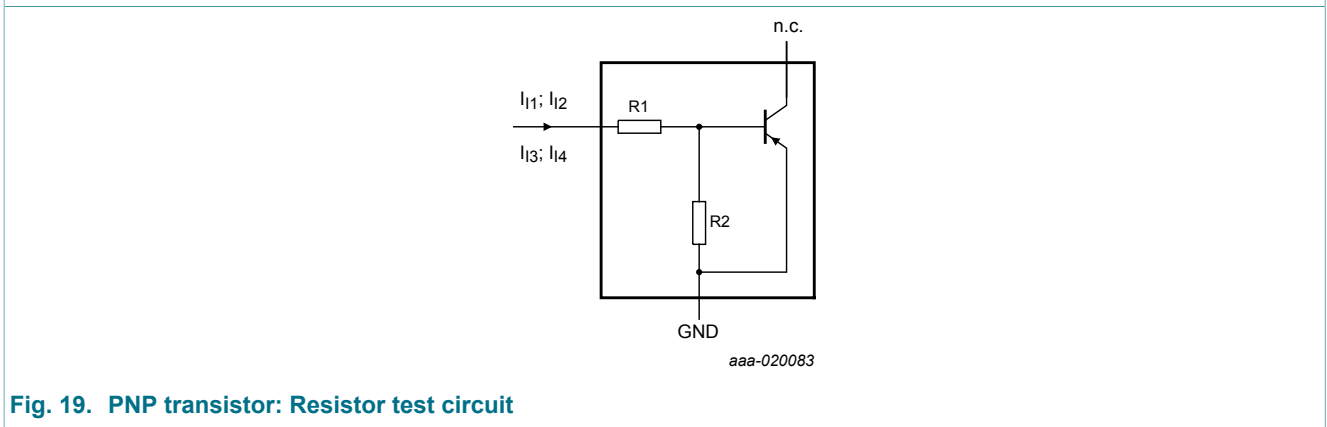 n.c.
I_I1; I_I2
R1
I_I3; I_I4
R2
GND
aaa-020083
Fig. 19. PNP transistor: Resistor test circuit